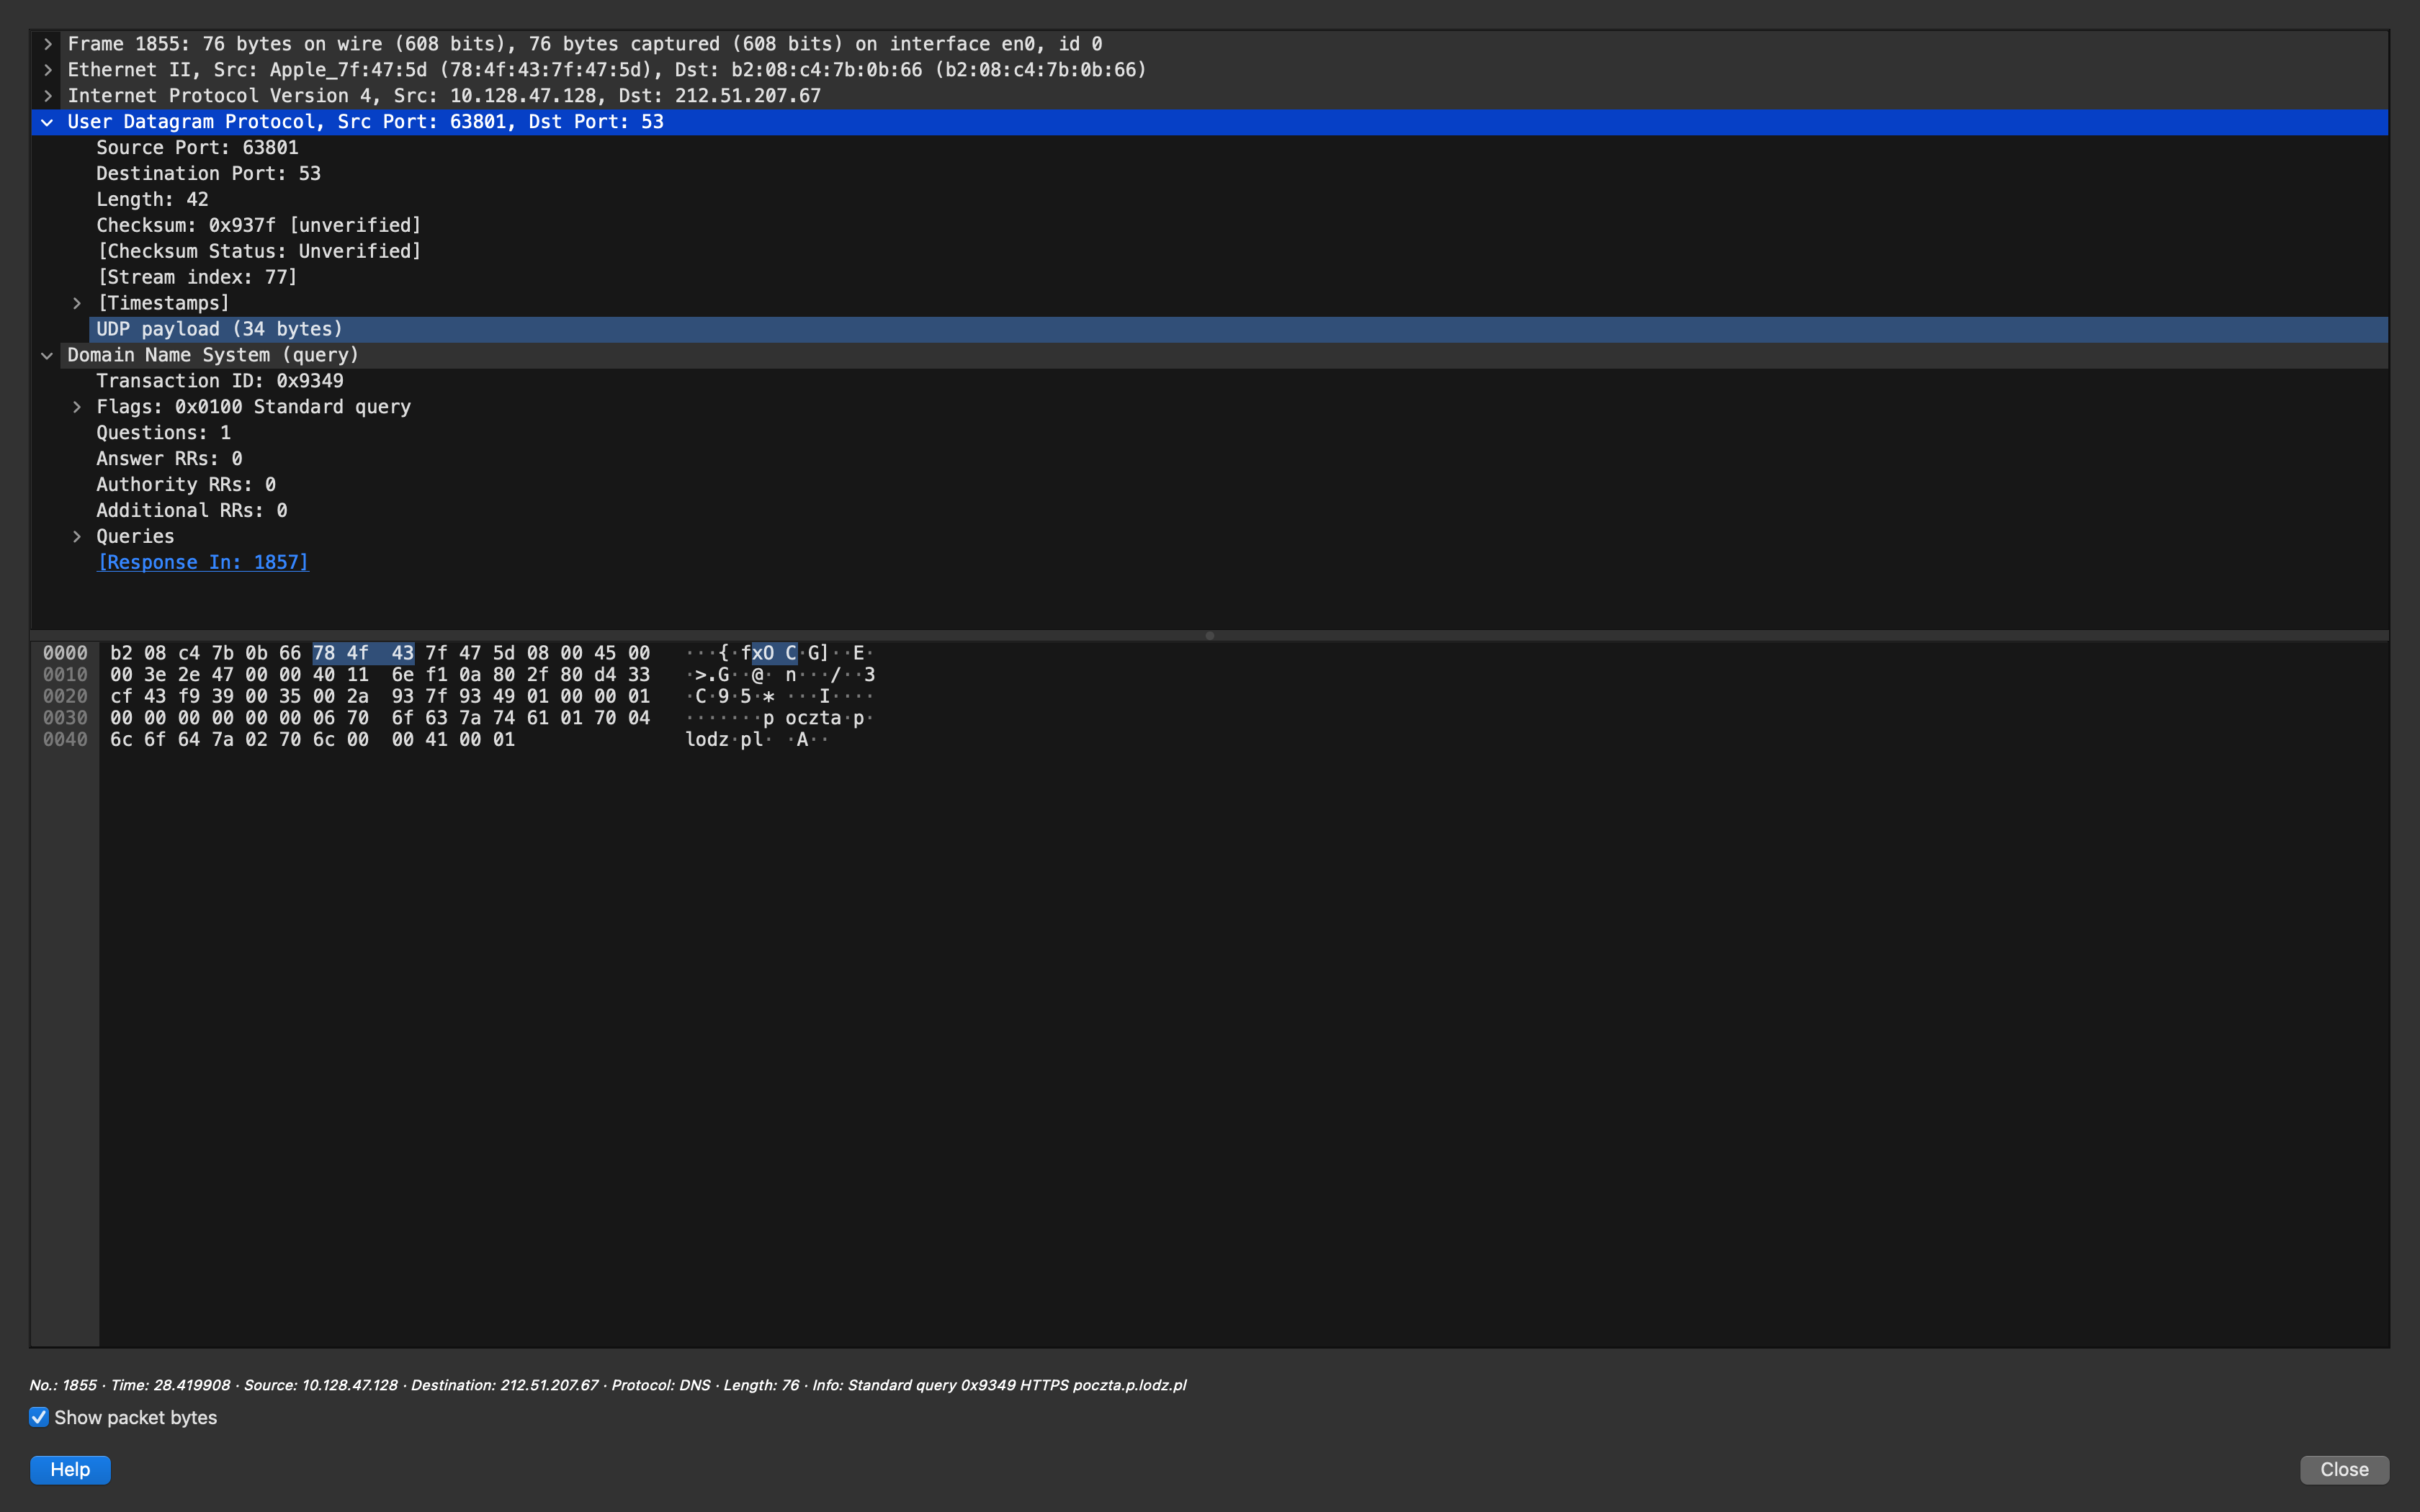 Frame 1855: 76 bytes on wire (608 bits), 76 bytes captured (608 bits) on interface en0, id 0
Ethernet II, Src: Apple_7f:47:5d (78:4f:43:7f:47:5d), Dst: b2:08:c4:7b:0b:66 (b2:08:c4:7b:0b:66)
Internet Protocol Version 4, Src: 10.128.47.128, Dst: 212.51.207.67
User Datagram Protocol, Src Port: 63801, Dst Port: 53
Source Port: 63801
Destination Port: 53
Length: 42
Checksum: 0x937f [unverified]
[Checksum Status: Unverified]
[Stream index: 77]
[Timestamps]
UDP payload (34 bytes)
Domain Name System (query)
Transaction ID: 0x9349
Flags: 0x0100 Standard query
Questions: 1
Answer RRs: 0
Authority RRs: 0
Additional RRs: 0
Queries
[Response In: 1857]
0000 b2 08 c4 7b 0b 66 78 4f 43 7f 47 5d 08 00 45 00 ···{·fxO C·G]··E·
0010 00 3e 2e 47 00 00 40 11 6e f1 0a 80 2f 80 d4 33 ·>.G··@· n···/··3
0020 cf 43 f9 39 00 35 00 2a 93 7f 93 49 01 00 00 01 ·C·9·5·* ···I····
0030 00 00 00 00 00 00 06 70 6f 63 7a 74 61 01 70 04 ·······p oczta·p·
0040 6c 6f 64 7a 02 70 6c 00 00 41 00 01 lodz·pl· ·A··
No.: 1855 · Time: 28.419908 · Source: 10.128.47.128 · Destination: 212.51.207.67 · Protocol: DNS · Length: 76 · Info: Standard query 0x9349 HTTPS poczta.p.lodz.pl
Show packet bytes
Help
Close